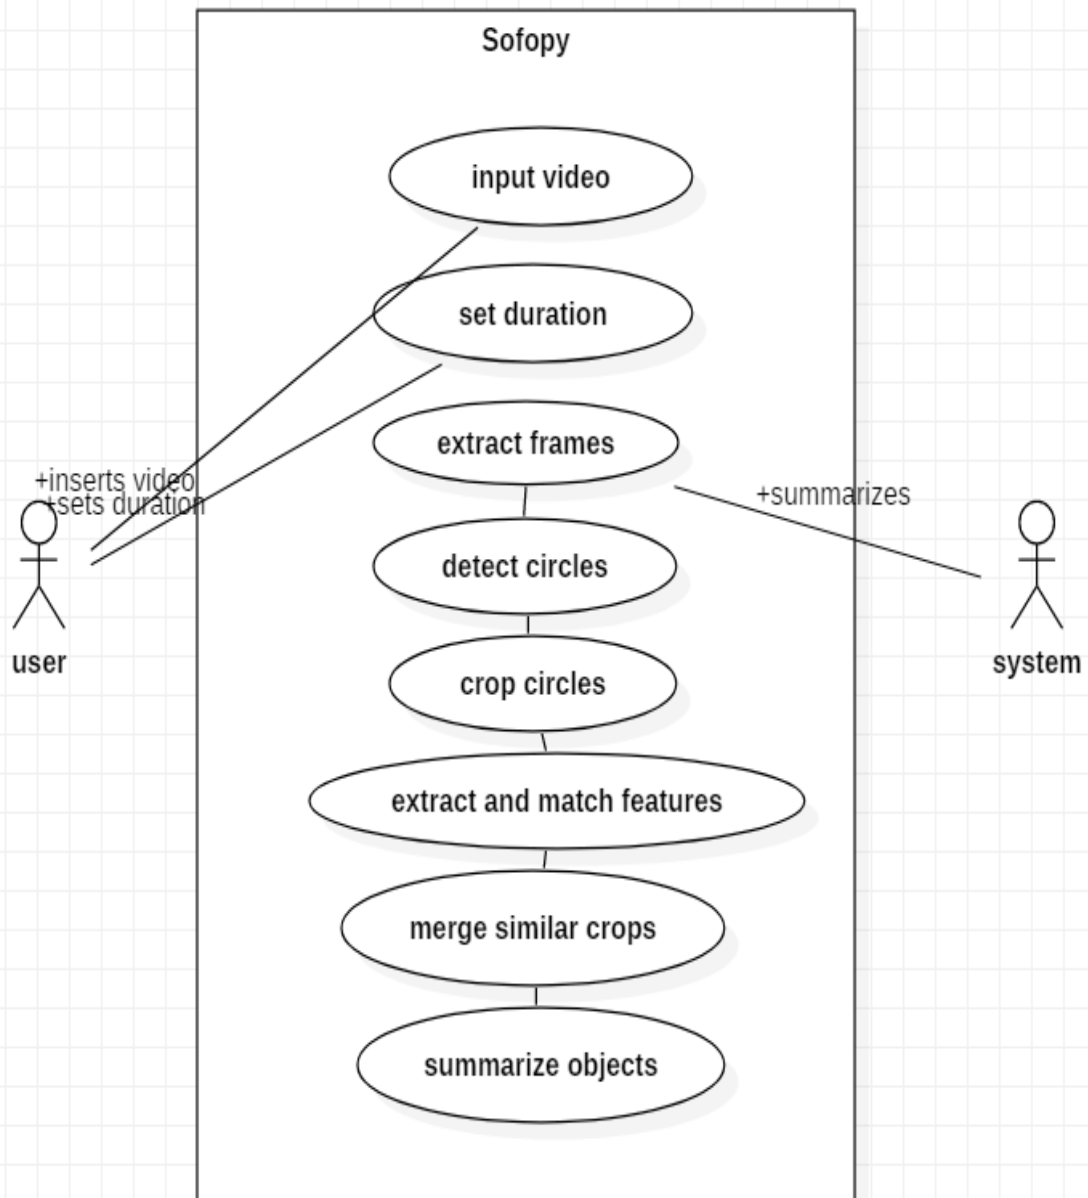 Sofopy
input video
set duration
extract frames
+inserts video
+sets duration
+summarizes
detect circles
user
system
crop circles
extract and match features
merge similar crops
summarize objects